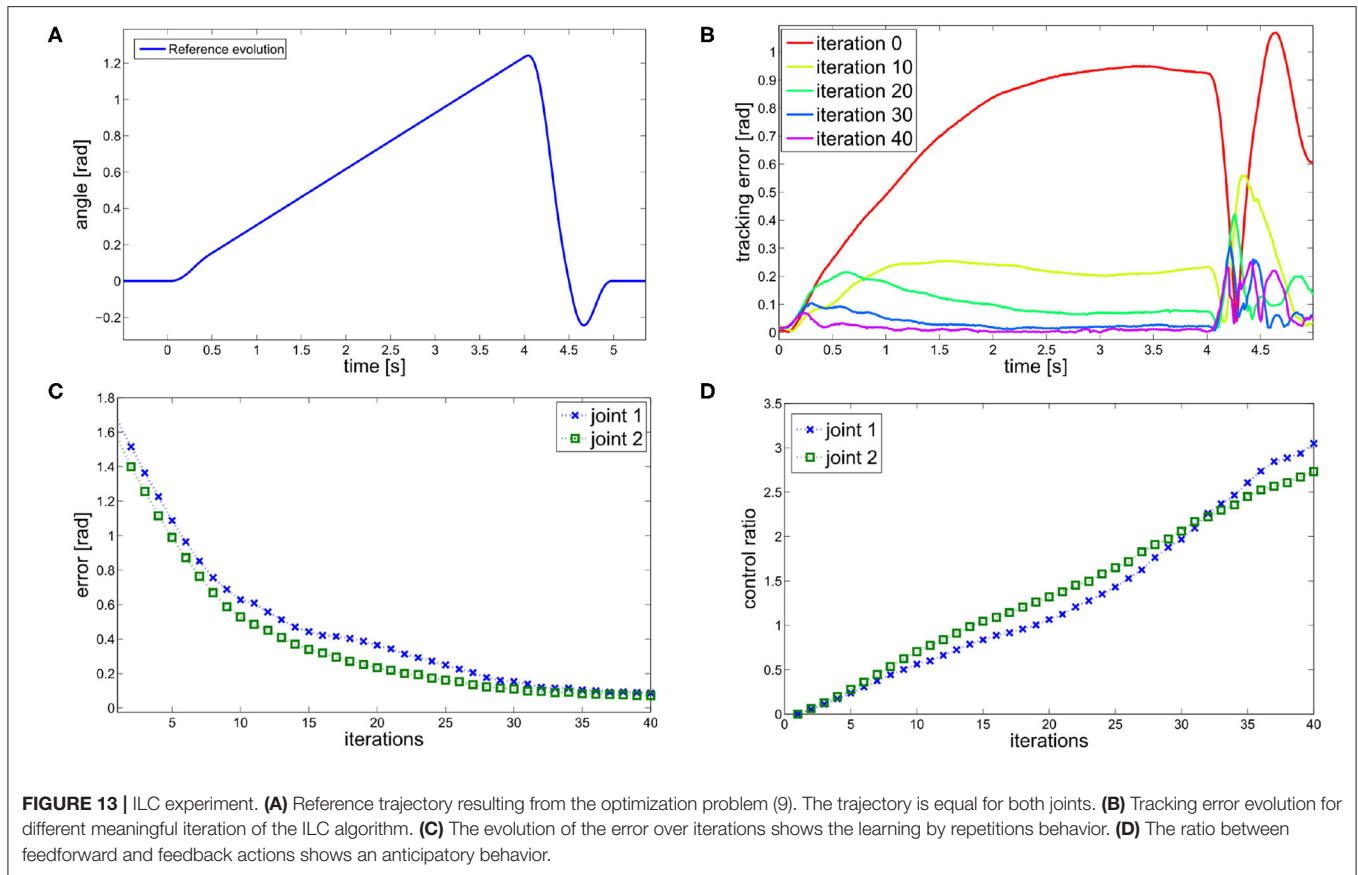 A
Reference evolution
angle [rad]
1.2
1
0.8
0.6
0.4
0.2
0
−0.2
0 0.5 1 1.5 2 2.5 3 3.5 4 4.5 5
time [s]
B
iteration 0
iteration 10
iteration 20
iteration 30
iteration 40
tracking error [rad]
1
0.9
0.8
0.7
0.6
0.5
0.4
0.3
0.2
0.1
0
0 0.5 1 1.5 2 2.5 3 3.5 4 4.5
time [s]
C
joint 1
joint 2
error [rad]
1.8
1.6
1.4
1.2
1
0.8
0.6
0.4
0.2
0
5 10 15 20 25 30 35 40
iterations
D
joint 1
joint 2
control ratio
3.5
3
2.5
2
1.5
1
0.5
0
0 5 10 15 20 25 30 35 40
iterations
FIGURE 13 | ILC experiment. (A) Reference trajectory resulting from the optimization problem (9). The trajectory is equal for both joints. (B) Tracking error evolution for
different meaningful iteration of the ILC algorithm. (C) The evolution of the error over iterations shows the learning by repetitions behavior. (D) The ratio between
feedforward and feedback actions shows an anticipatory behavior.